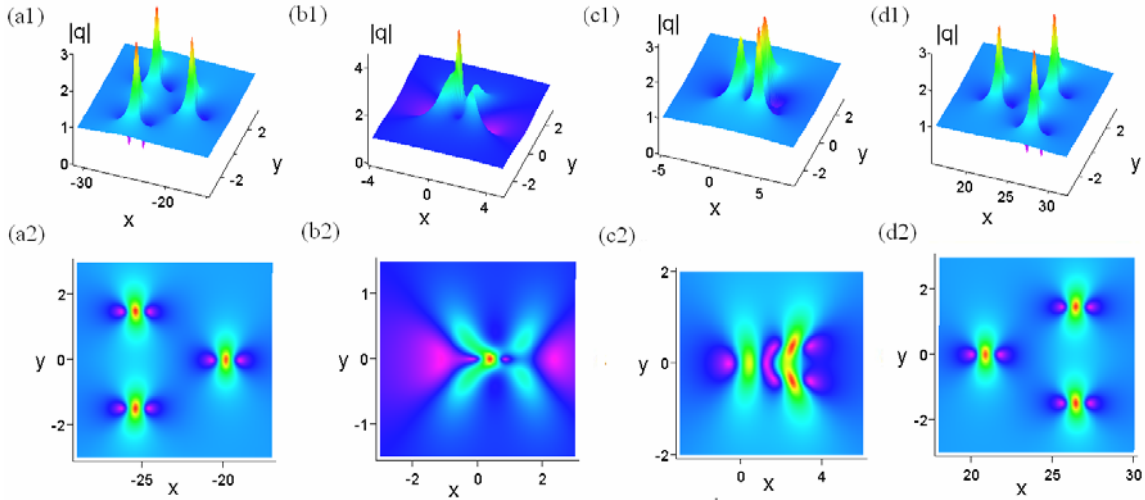 (a1) (b1) (c1) (d1)
|q| |q| |q| |q|
3 2 1 0 -30 -20 x -2 2 y
4 2 0 -4 0 4 x -2 0 2 y
3 2 1 0 -5 0 5 x -2 0 2 y
3 2 1 20 25 30 x -2 2 y
(a2) (b2) (c2) (d2)
2 0 -2 y -25 -20 x
1 0 -1 y -2 0 2 x
2 0 -2 y 0 4 x
2 0 -2 y 20 25 30 x